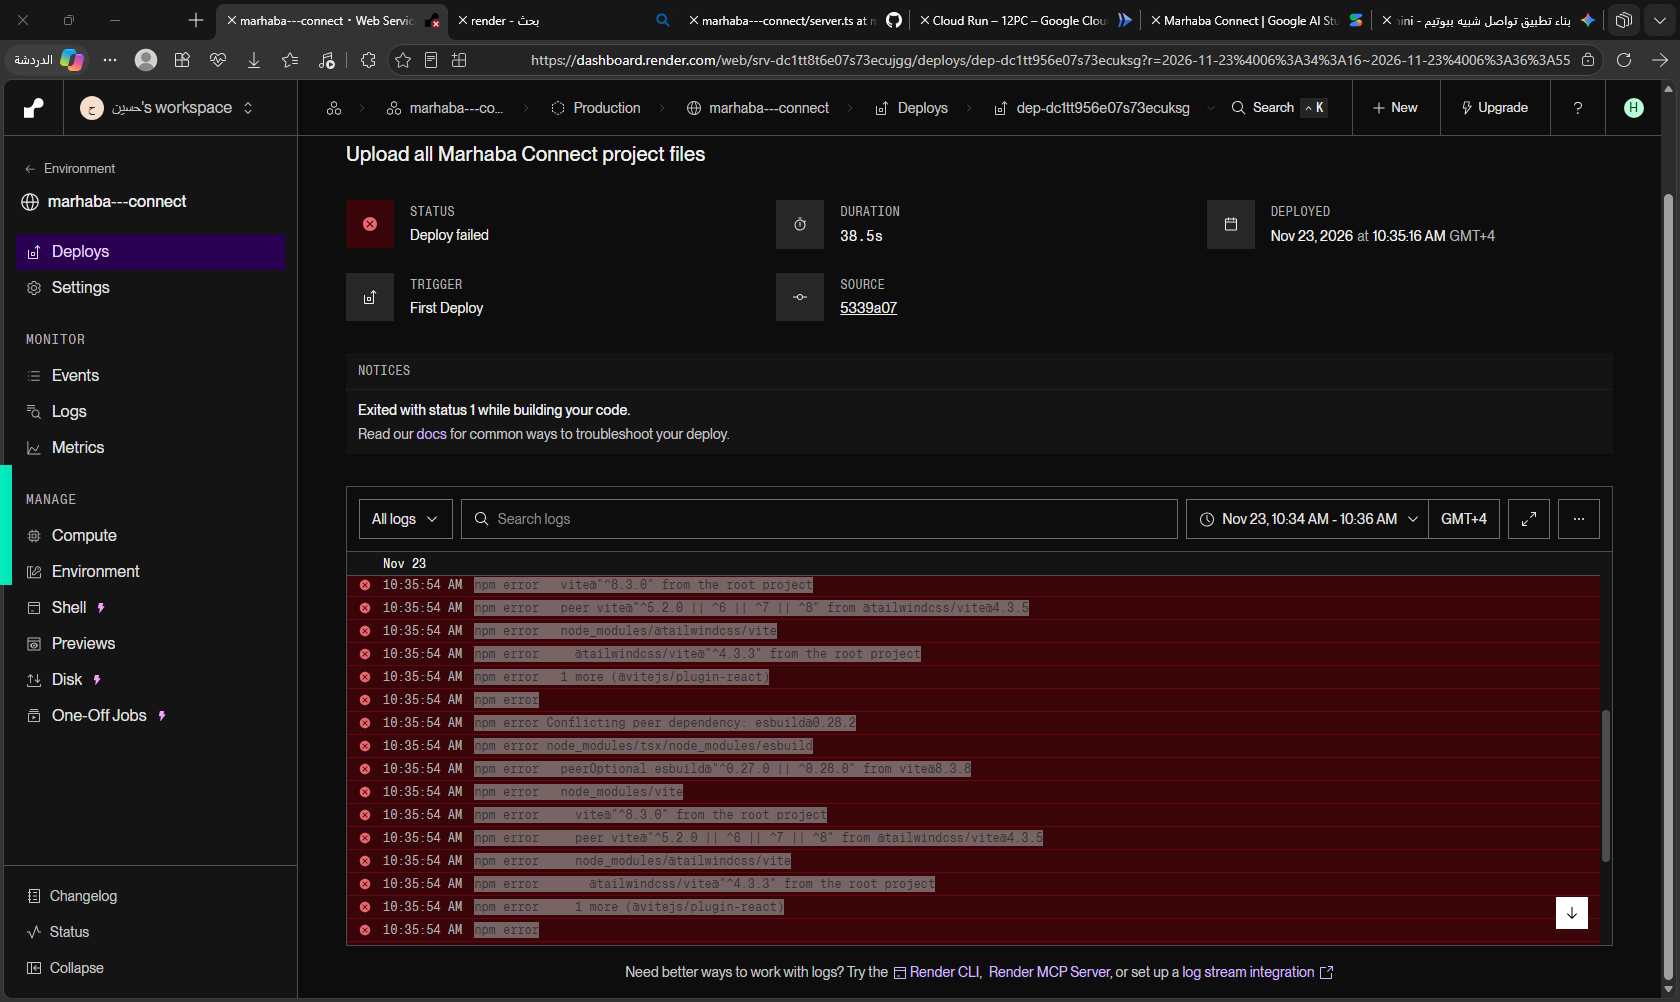 marhaba---connect · Web Servic
render - بحث
marhaba---connect/server.ts at m
Cloud Run – 12PC – Google Clou
Marhaba Connect | Google AI Stu
بناء تطبيق تواصل شبيه ببوتيم - ini
الدردشة
https://dashboard.render.com/web/srv-dc1tt8t6e07s73ecujgg/deploys/dep-dc1tt956e07s73ecuksg?r=2026-11-23%4006%3A34%3A16~2026-11-23%4006%3A36%3A55
ح
حسين's workspace
marhaba---co...
Production
marhaba---connect
Deploys
dep-dc1tt956e07s73ecuksg
Search
K
+ New
Upgrade
?
H
Environment
marhaba---connect
Deploys
Settings
MONITOR
Events
Logs
Metrics
MANAGE
Compute
Environment
Shell
Previews
Disk
One-Off Jobs
Changelog
Status
Collapse
Upload all Marhaba Connect project files
STATUS
Deploy failed
DURATION
38.5s
DEPLOYED
Nov 23, 2026 at 10:35:16 AM GMT+4
TRIGGER
First Deploy
SOURCE
5339a07
NOTICES
Exited with status 1 while building your code.
Read our docs for common ways to troubleshoot your deploy.
All logs
Search logs
Nov 23, 10:34 AM - 10:36 AM
GMT+4
Nov 23
10:35:54 AM npm error   vite@"^8.3.0" from the root project
10:35:54 AM npm error   peer vite@"^5.2.0 || ^6 || ^7 || ^8" from @tailwindcss/vite@4.3.5
10:35:54 AM npm error   node_modules/@tailwindcss/vite
10:35:54 AM npm error     @tailwindcss/vite@"^4.3.3" from the root project
10:35:54 AM npm error   1 more (@vitejs/plugin-react)
10:35:54 AM npm error
10:35:54 AM npm error Conflicting peer dependency: esbuild@0.28.2
10:35:54 AM npm error node_modules/tsx/node_modules/esbuild
10:35:54 AM npm error   peerOptional esbuild@"^0.27.0 || ^0.28.0" from vite@8.3.8
10:35:54 AM npm error   node_modules/vite
10:35:54 AM npm error     vite@"^8.3.0" from the root project
10:35:54 AM npm error     peer vite@"^5.2.0 || ^6 || ^7 || ^8" from @tailwindcss/vite@4.3.5
10:35:54 AM npm error     node_modules/@tailwindcss/vite
10:35:54 AM npm error       @tailwindcss/vite@"^4.3.3" from the root project
10:35:54 AM npm error     1 more (@vitejs/plugin-react)
10:35:54 AM npm error
Need better ways to work with logs? Try the Render CLI, Render MCP Server, or set up a log stream integration